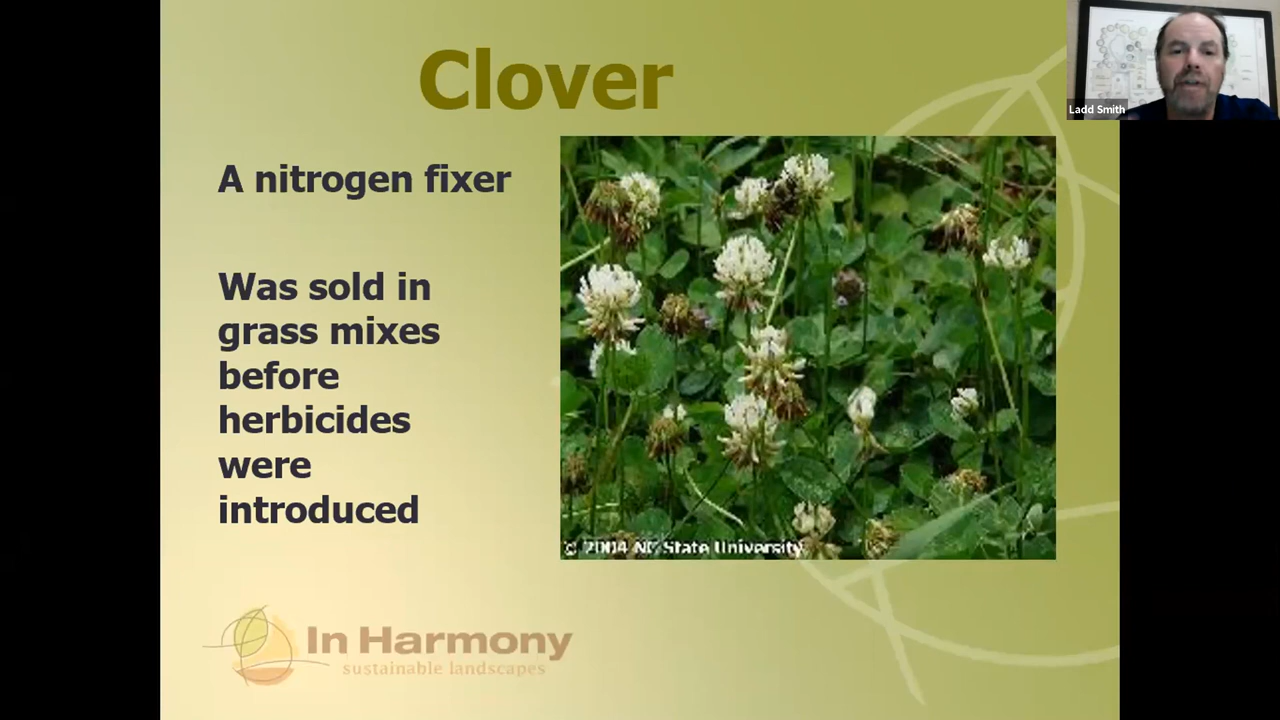 Clover
Ladd Smith
A nitrogen fixer
Was sold in
grass mixes
before
herbicides
were
introduced
© 2004 NC State University
In Harmony
sustainable landscapes